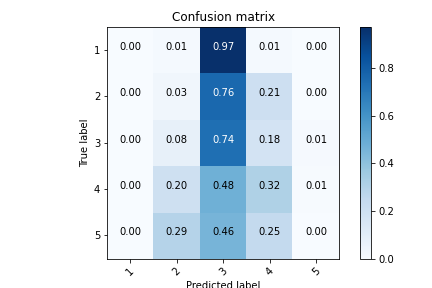 Confusion matrix
True label
1 0.00 0.01 0.97 0.01 0.00
2 0.00 0.03 0.76 0.21 0.00
3 0.00 0.08 0.74 0.18 0.01
4 0.00 0.20 0.48 0.32 0.01
5 0.00 0.29 0.46 0.25 0.00
1 2 3 4 5
Predicted label
0.8
0.6
0.4
0.2
0.0